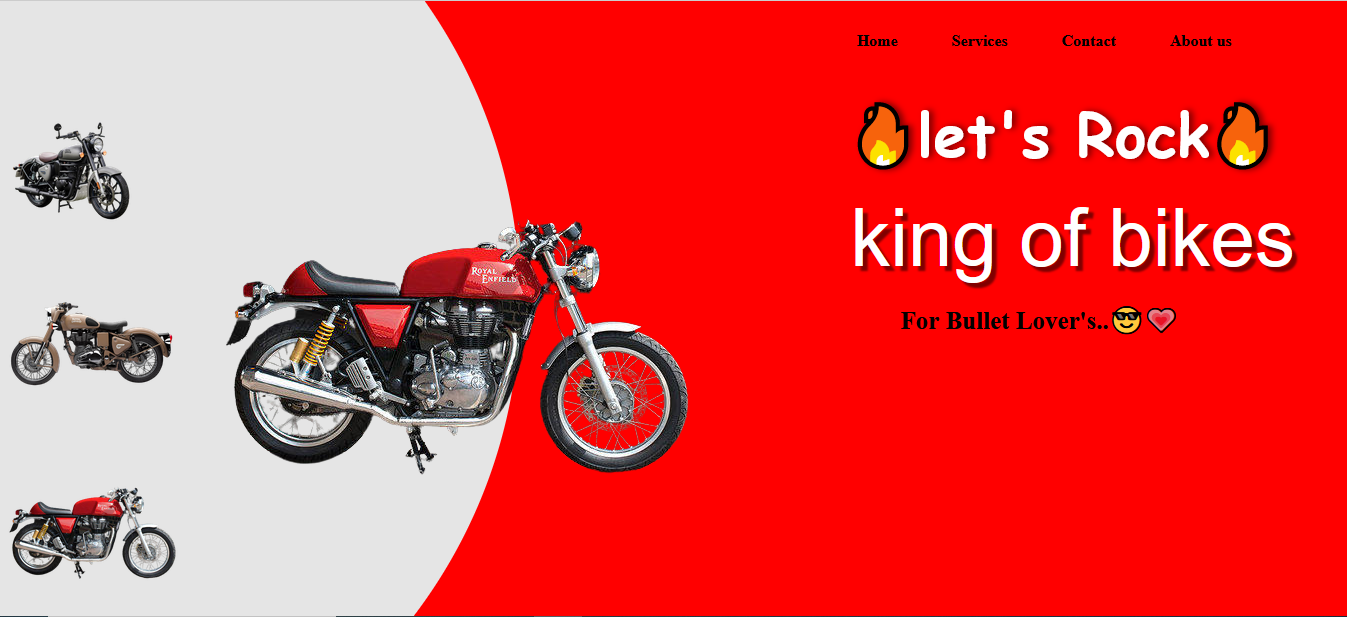 Home Services Contact About us
🔥let's Rock🔥
king of bikes
For Bullet Lover's..😎💗
ROYAL
ENFIELD